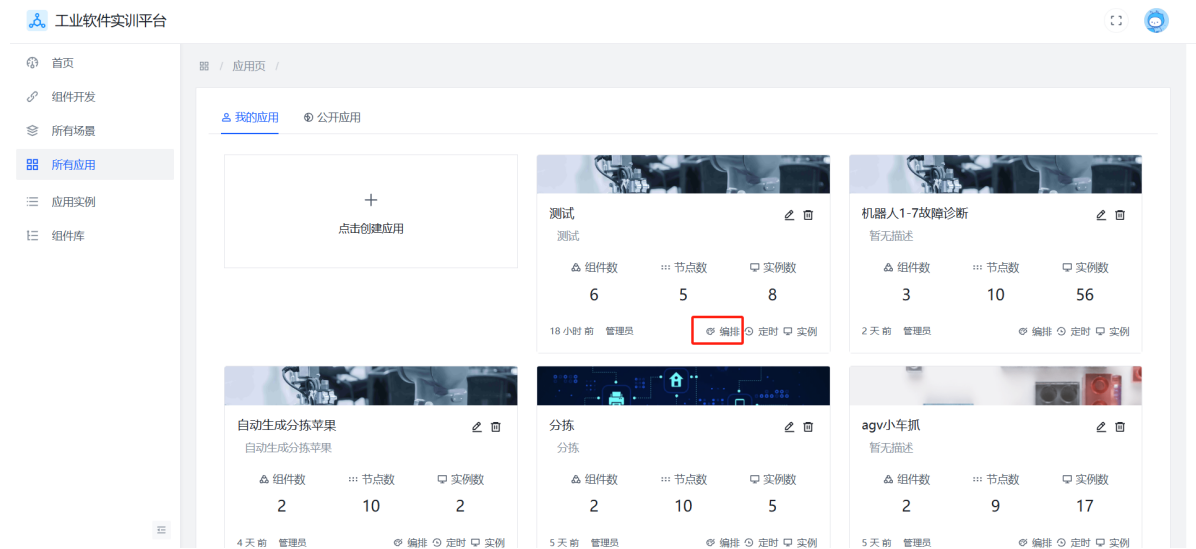 工业软件实训平台
首页
组件开发
所有场景
所有应用
应用实例
组件库
/ 应用页 /
我的应用 公开应用
点击创建应用
测试
测试
组件数 节点数 实例数
6 5 8
18 小时 前 管理员 编排 定时 实例
机器人1-7故障诊断
暂无描述
组件数 节点数 实例数
3 10 56
2 天 前 管理员 编排 定时 实例
自动生成分拣苹果
自动生成分拣苹果
组件数 节点数 实例数
2 10 2
4 天 前 管理员 编排 定时 实例
分拣
分拣
组件数 节点数 实例数
2 10 5
5 天 前 管理员 编排 定时 实例
agv小车抓
暂无描述
组件数 节点数 实例数
2 9 17
5 天 前 管理员 编排 定时 实例